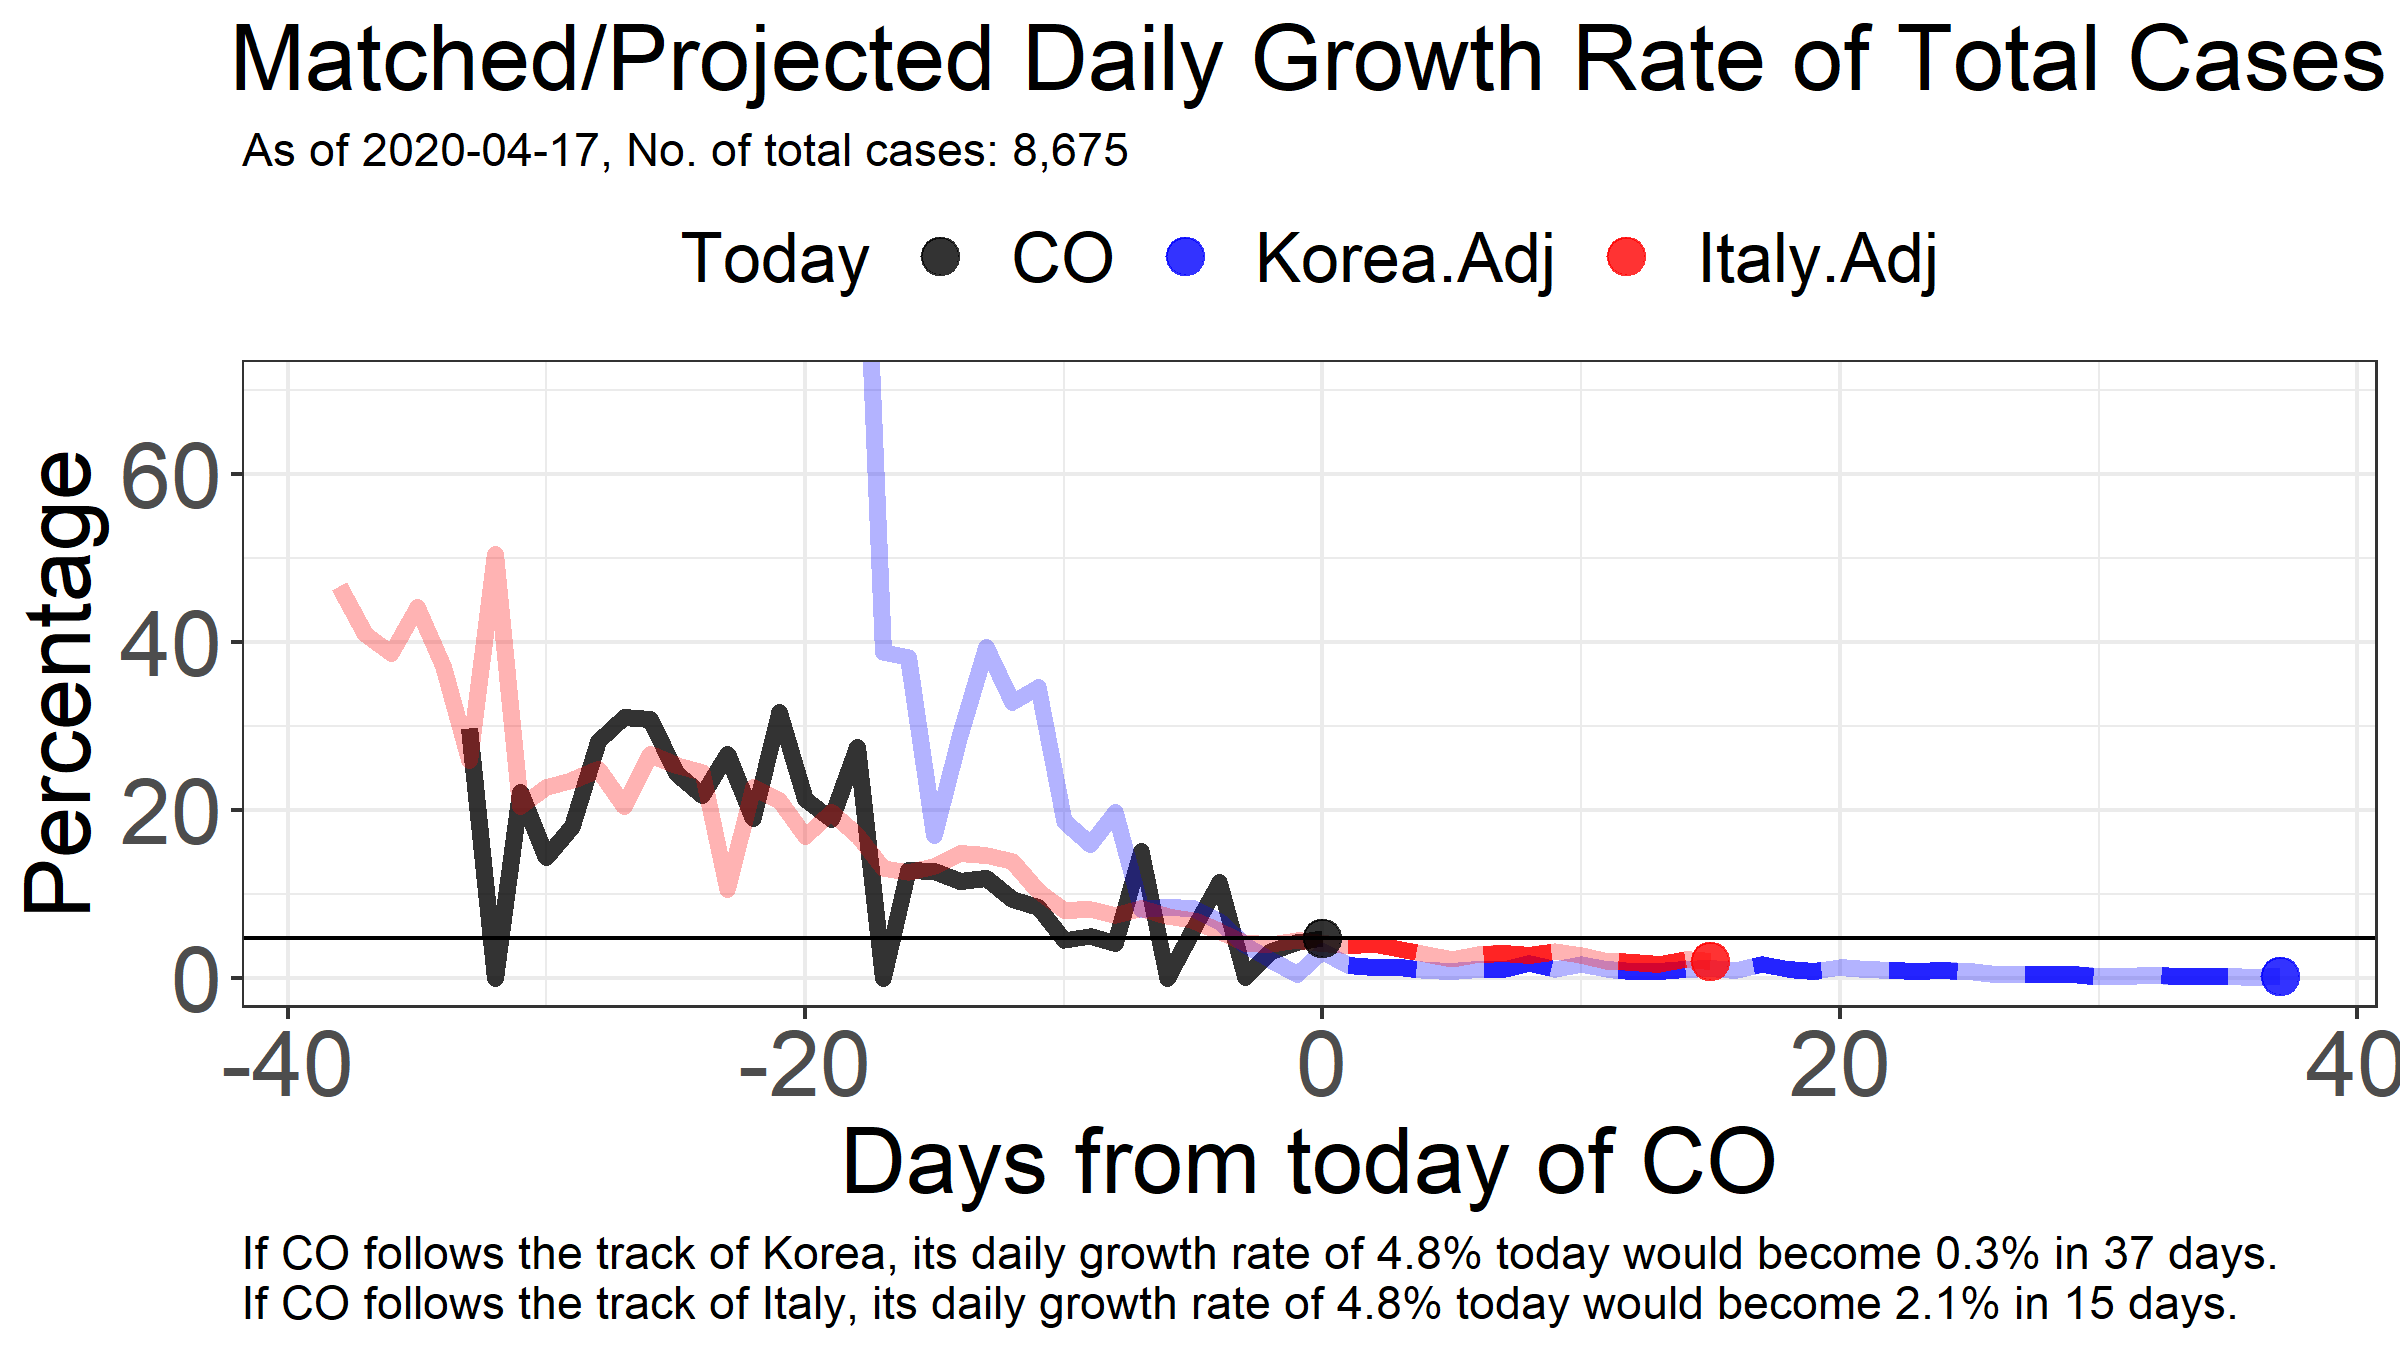 Matched/Projected Daily Growth Rate of Total Cases
As of 2020-04-17, No. of total cases: 8,675
Today CO Korea.Adj Italy.Adj
Percentage
60
40
20
0
-40 -20 0 20 40
Days from today of CO
If CO follows the track of Korea, its daily growth rate of 4.8% today would become 0.3% in 37 days.
If CO follows the track of Italy, its daily growth rate of 4.8% today would become 2.1% in 15 days.